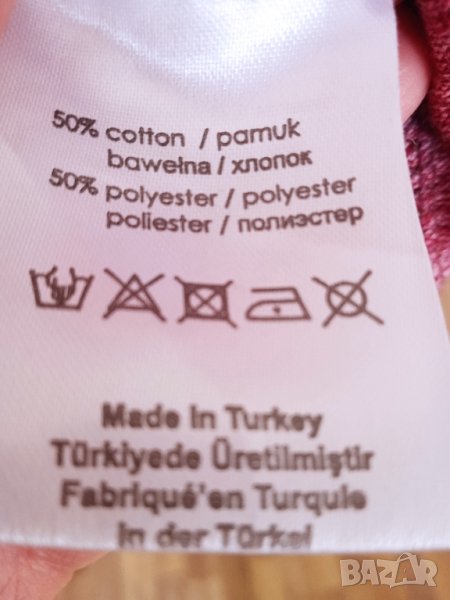 50% cotton / pamuk
bawełna / хлопок
50% polyester / polyester
poliester / полиэстер
Made In Turkey
Türkiyede Üretilmiştir
Fabriqué'en Turquie
in der Türkei
BAZAR